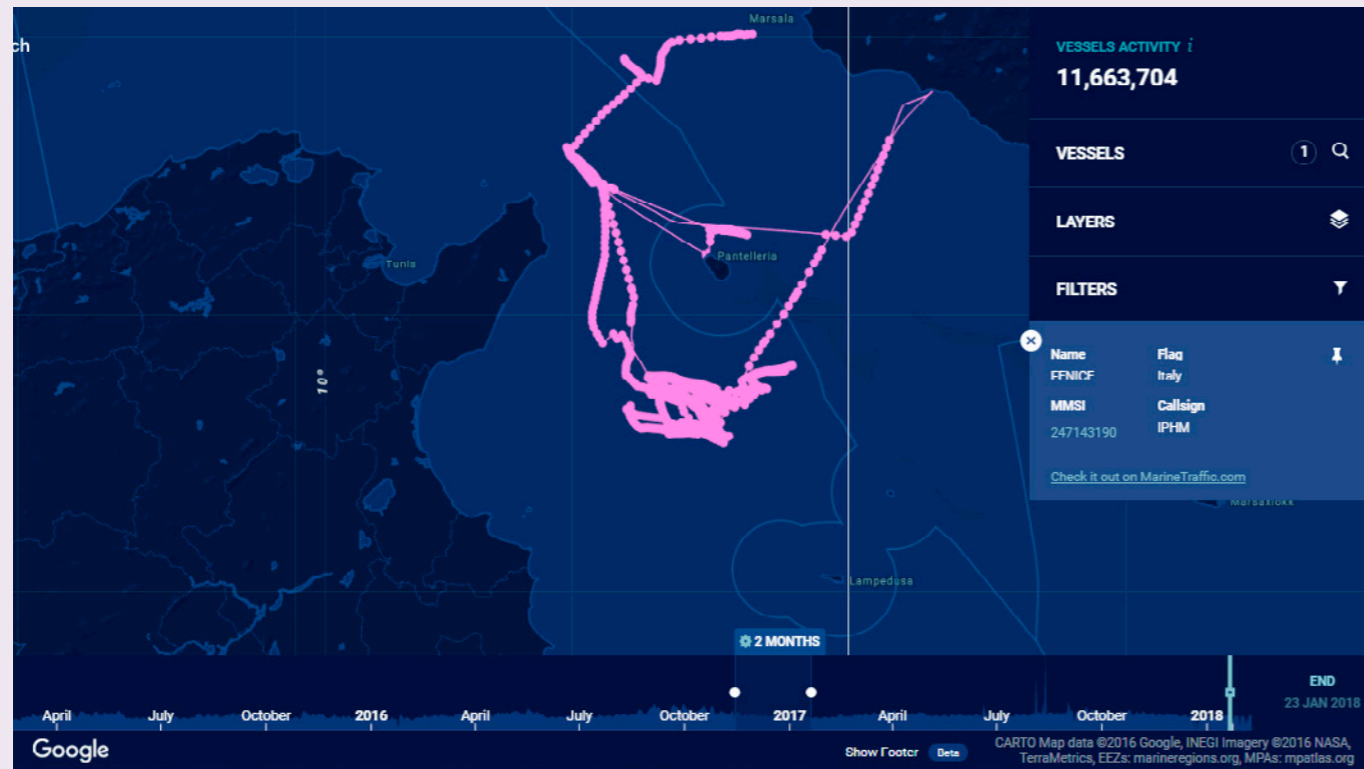 ch
Marsala
Tunis
Pantelleria
10°
Lampedusa
Marsaxlokk
VESSELS ACTIVITY i
11,663,704
VESSELS 1
LAYERS
FILTERS
Name Flag
FENICE Italy
MMSI Callsign
247143190 IPHM
Check it out on MarineTraffic.com
2 MONTHS
April July October 2016 April July October 2017 April July October 2018
END
23 JAN 2018
Google
Show Footer Beta
CARTO Map data ©2016 Google, INEGI Imagery ©2016 NASA,
TerraMetrics, EEZs: marineregions.org, MPAs: mpatlas.org